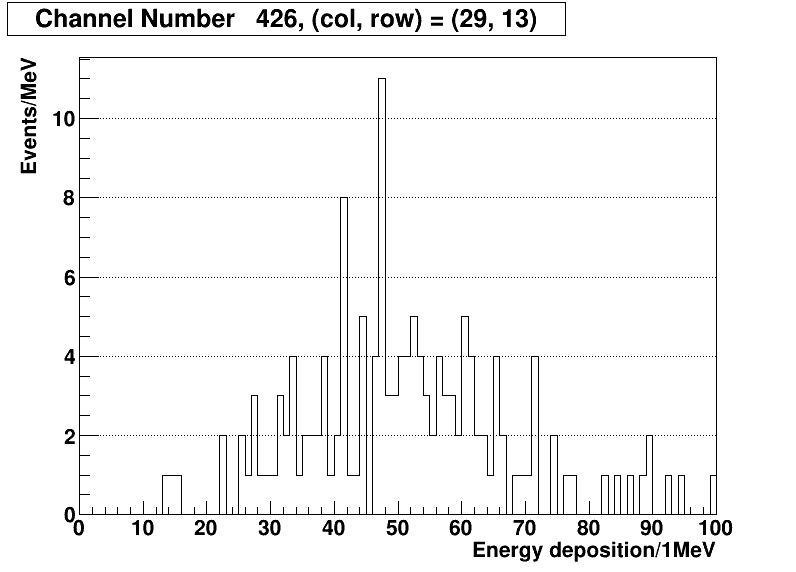 Channel Number 426, (col, row) = (29, 13)
Events/MeV
10
8
6
4
2
0
0 10 20 30 40 50 60 70 80 90 100
Energy deposition/1MeV